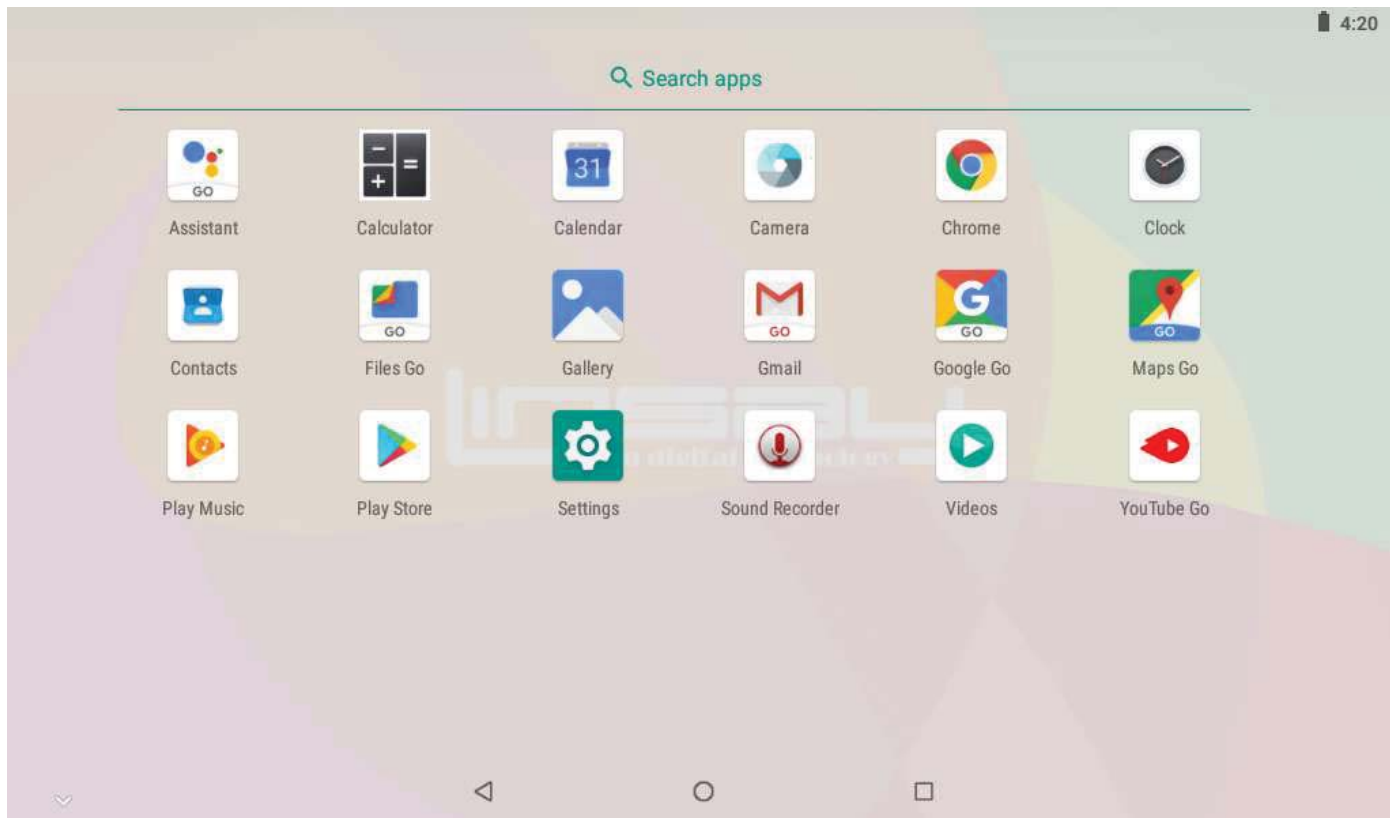 4:20
Search apps
GO GO GO GO GO
31
Assistant Calculator Calendar Camera Chrome Clock
Contacts Files Go Gallery Gmail Google Go Maps Go
LINSAY
Play Music Play Store Settings Sound Recorder Videos YouTube Go